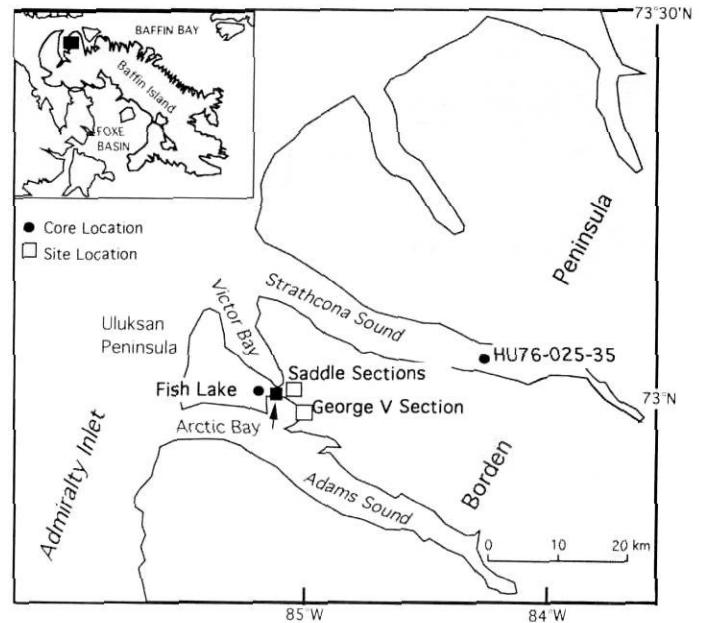 73°30'N
BAFFIN BAY
Baffin Island
FOXE
BASIN
Core Location
Site Location
Peninsula
Strathcona Sound
Victor Bay
Uluksan
Peninsula
HU76-025-35
Saddle Sections
Fish Lake
73°N
George V Section
Arctic Bay
Admiralty Inlet
Borden
Adams Sound
0 10 20 km
85°W
84°W